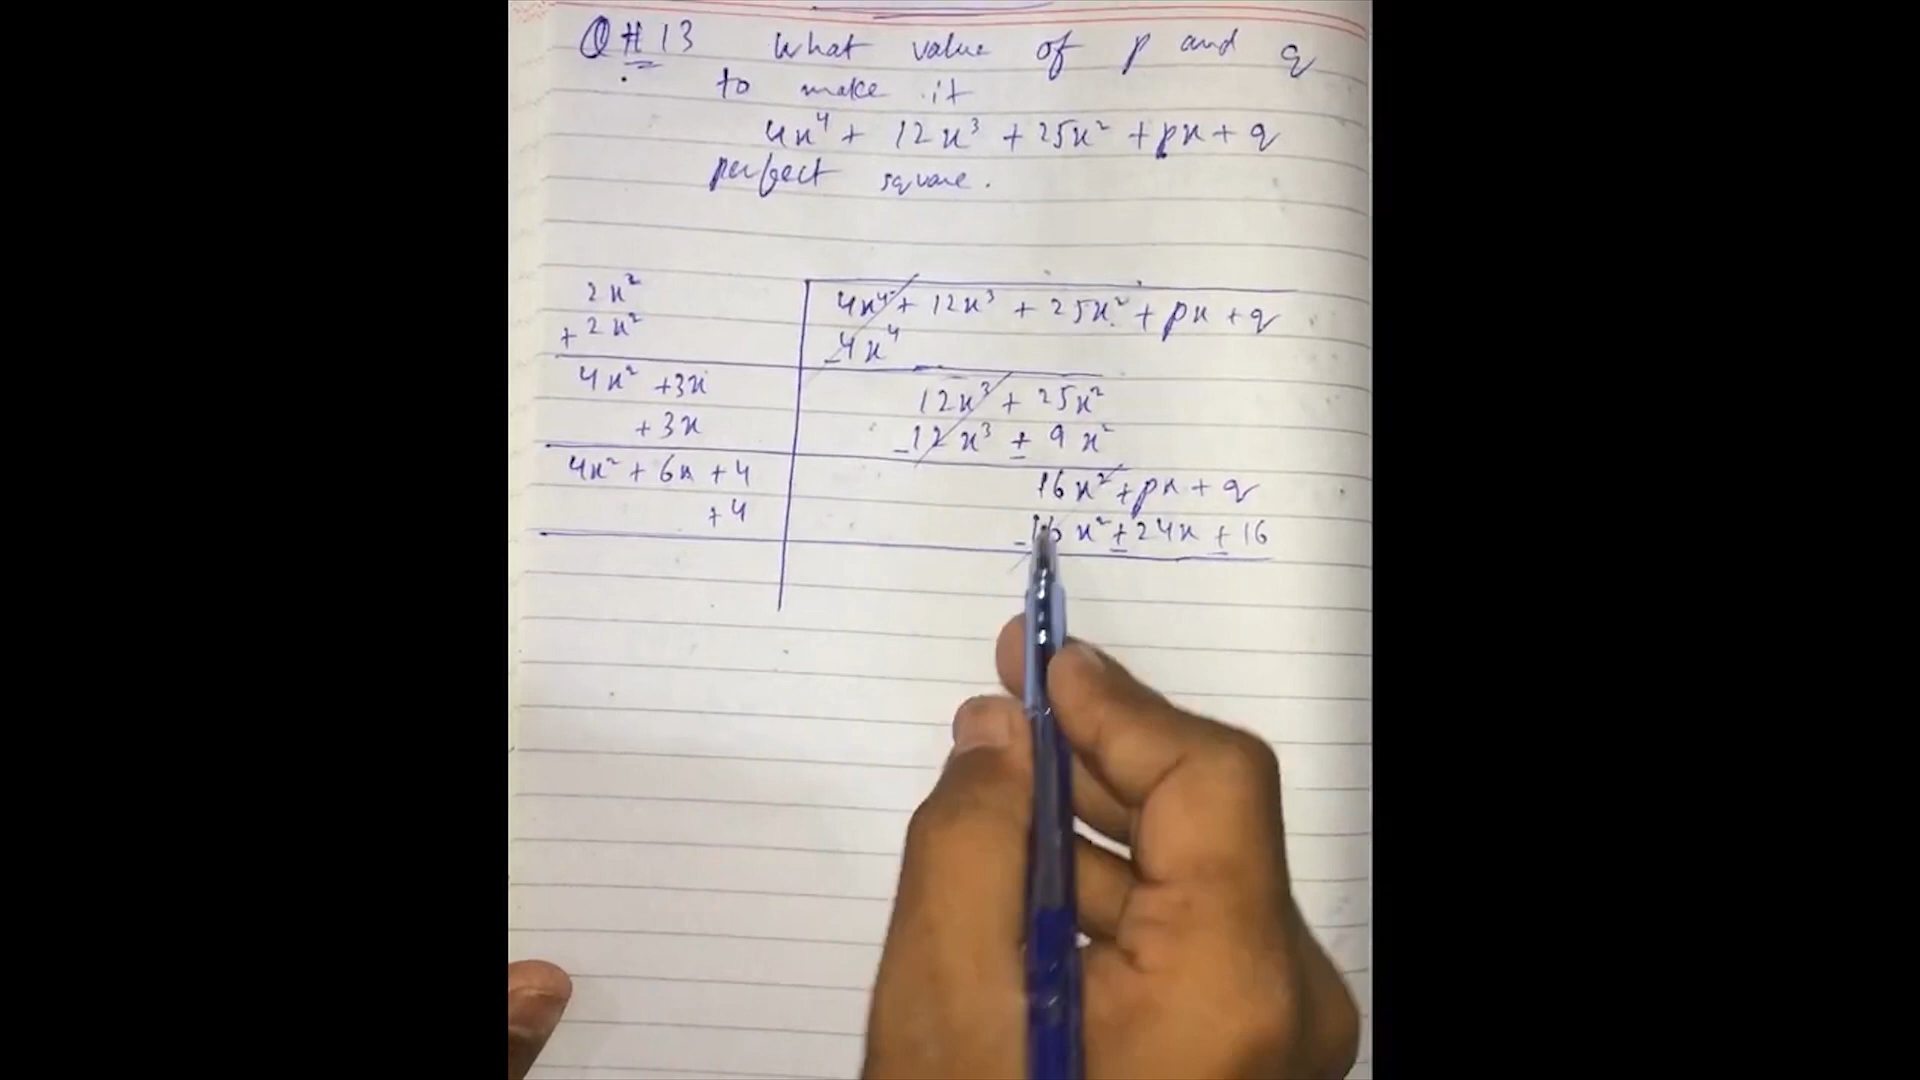 Q#13 What value of p and q
to make it
4x⁴ + 12x³ + 25x² + px + q
perfect square.
2x²
4x⁴ + 12x³ + 25x² + px + q
+ 2x²
-4x⁴
4x² + 3x
12x³ + 25x²
+ 3x
-12x³ ± 9x²
4x² + 6x + 4
16x² + px + q
+ 4
-16x² ± 24x ± 16